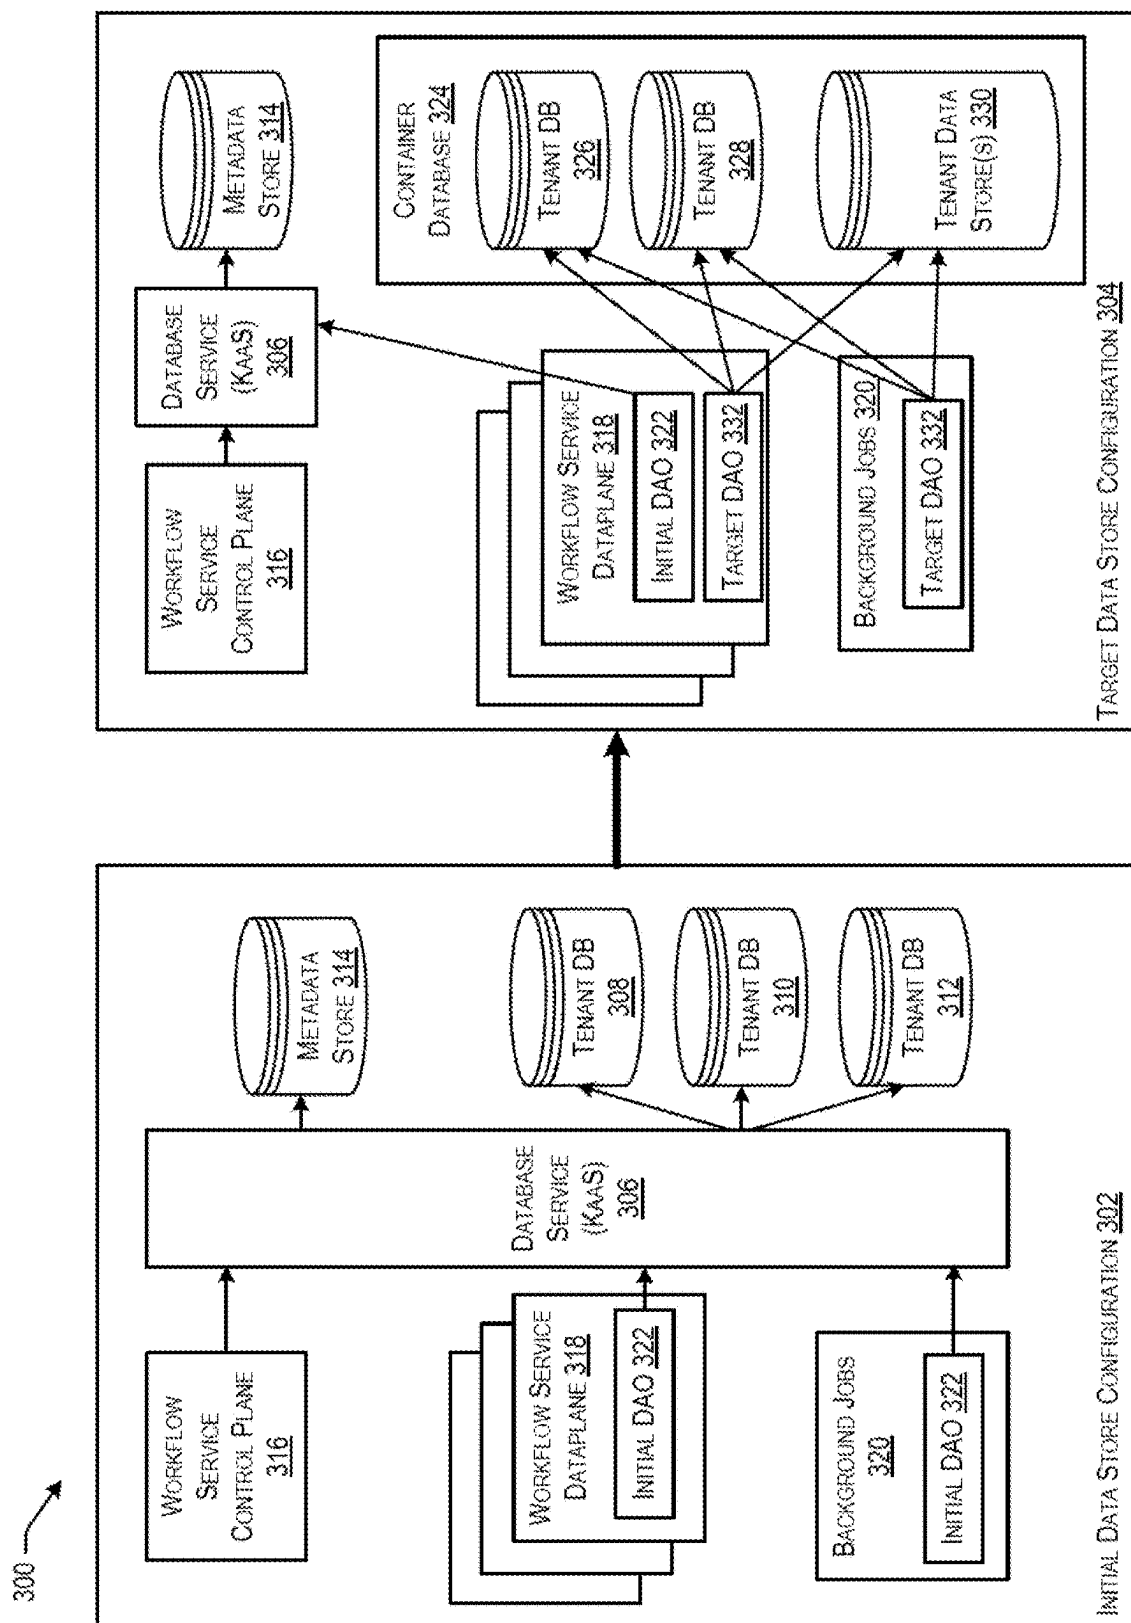 300
WORKFLOW
SERVICE
CONTROL PLANE
316
WORKFLOW SERVICE
DATAPLANE 318
INITIAL DAO 322
BACKGROUND JOBS
320
INITIAL DAO 322
DATABASE
SERVICE
(KAAS)
306
METADATA
STORE 314
TENANT DB
308
TENANT DB
310
TENANT DB
312
INITIAL DATA STORE CONFIGURATION 302
WORKFLOW
SERVICE
CONTROL PLANE
316
DATABASE
SERVICE
(KAAS)
306
METADATA
STORE 314
WORKFLOW SERVICE
DATAPLANE 318
INITIAL DAO 322
TARGET DAO 332
BACKGROUND JOBS 320
TARGET DAO 332
CONTAINER
DATABASE 324
TENANT DB
326
TENANT DB
328
TENANT DATA
STORE(S) 330
TARGET DATA STORE CONFIGURATION 304